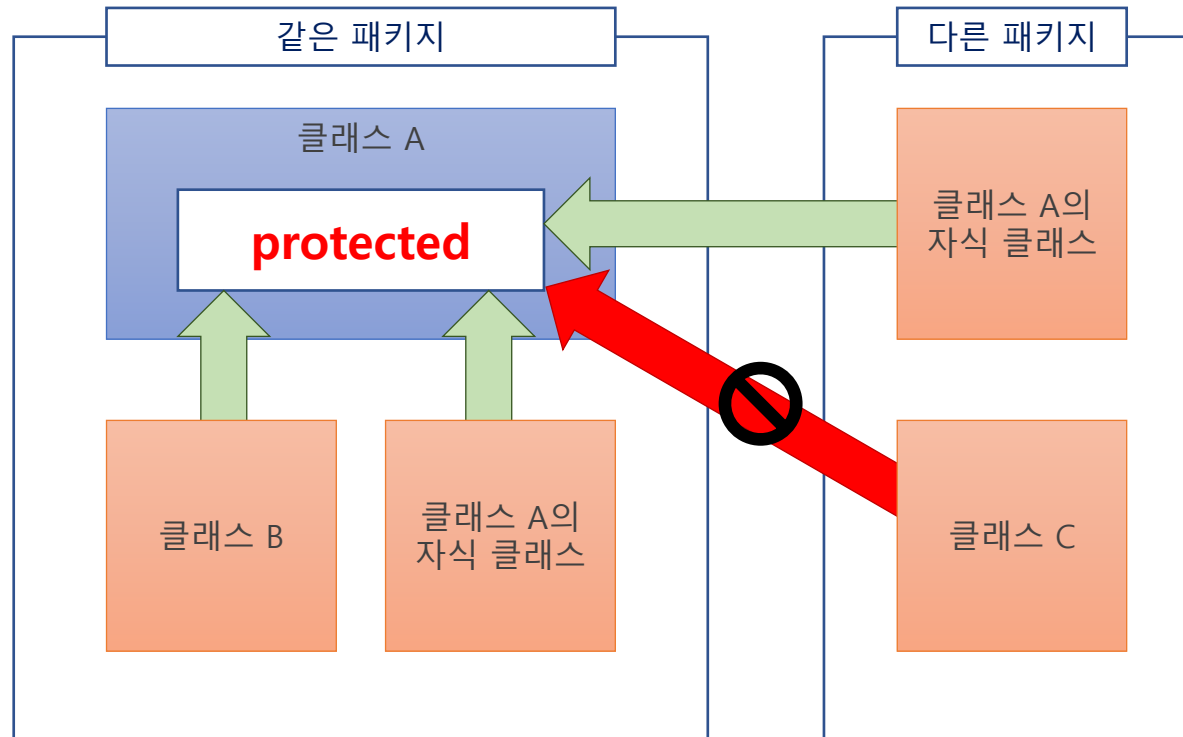 같은 패키지
다른 패키지
클래스 A
protected
클래스 A의
자식 클래스
클래스 B
클래스 A의
자식 클래스
클래스 C